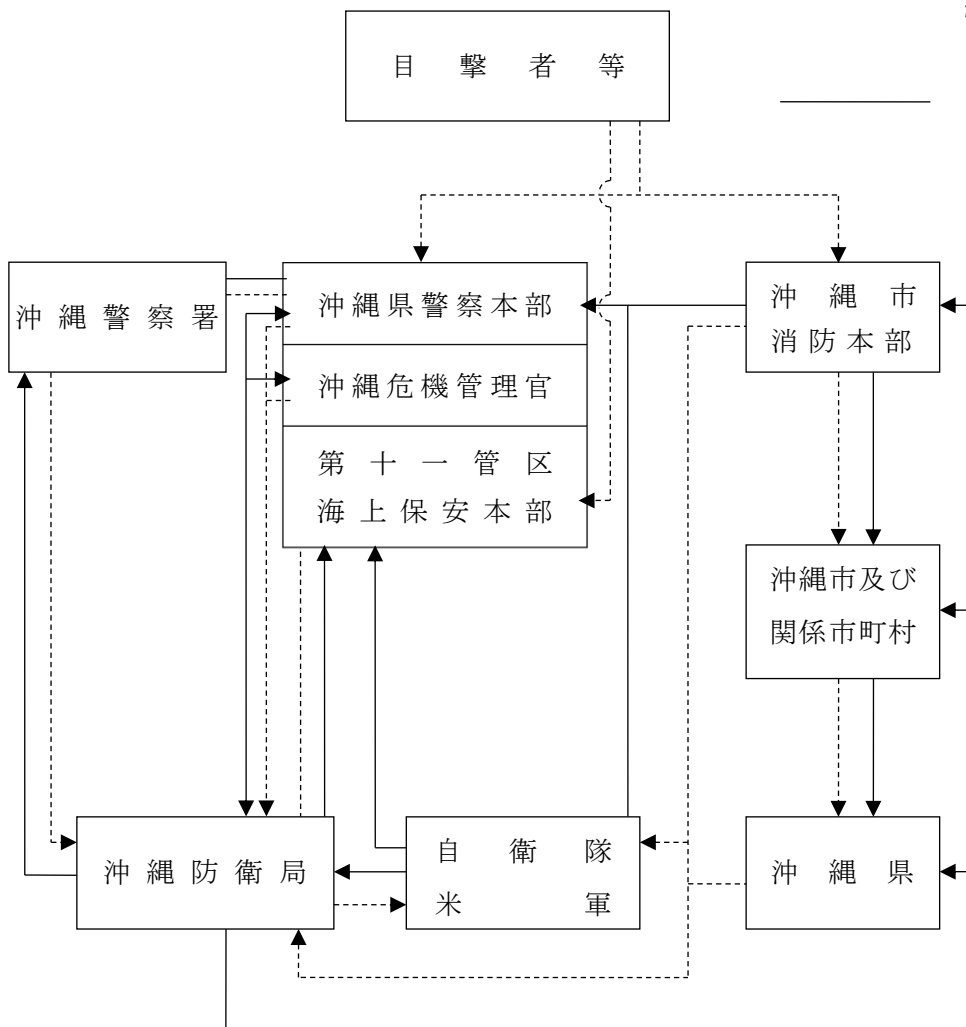 目撃者等
沖縄警察署
沖縄県警察本部
沖縄危機管理官
第十一管区
海上保安本部
沖縄市
消防本部
沖縄市及び
関係市町村
沖縄防衛局
自衛隊
米軍
沖縄県